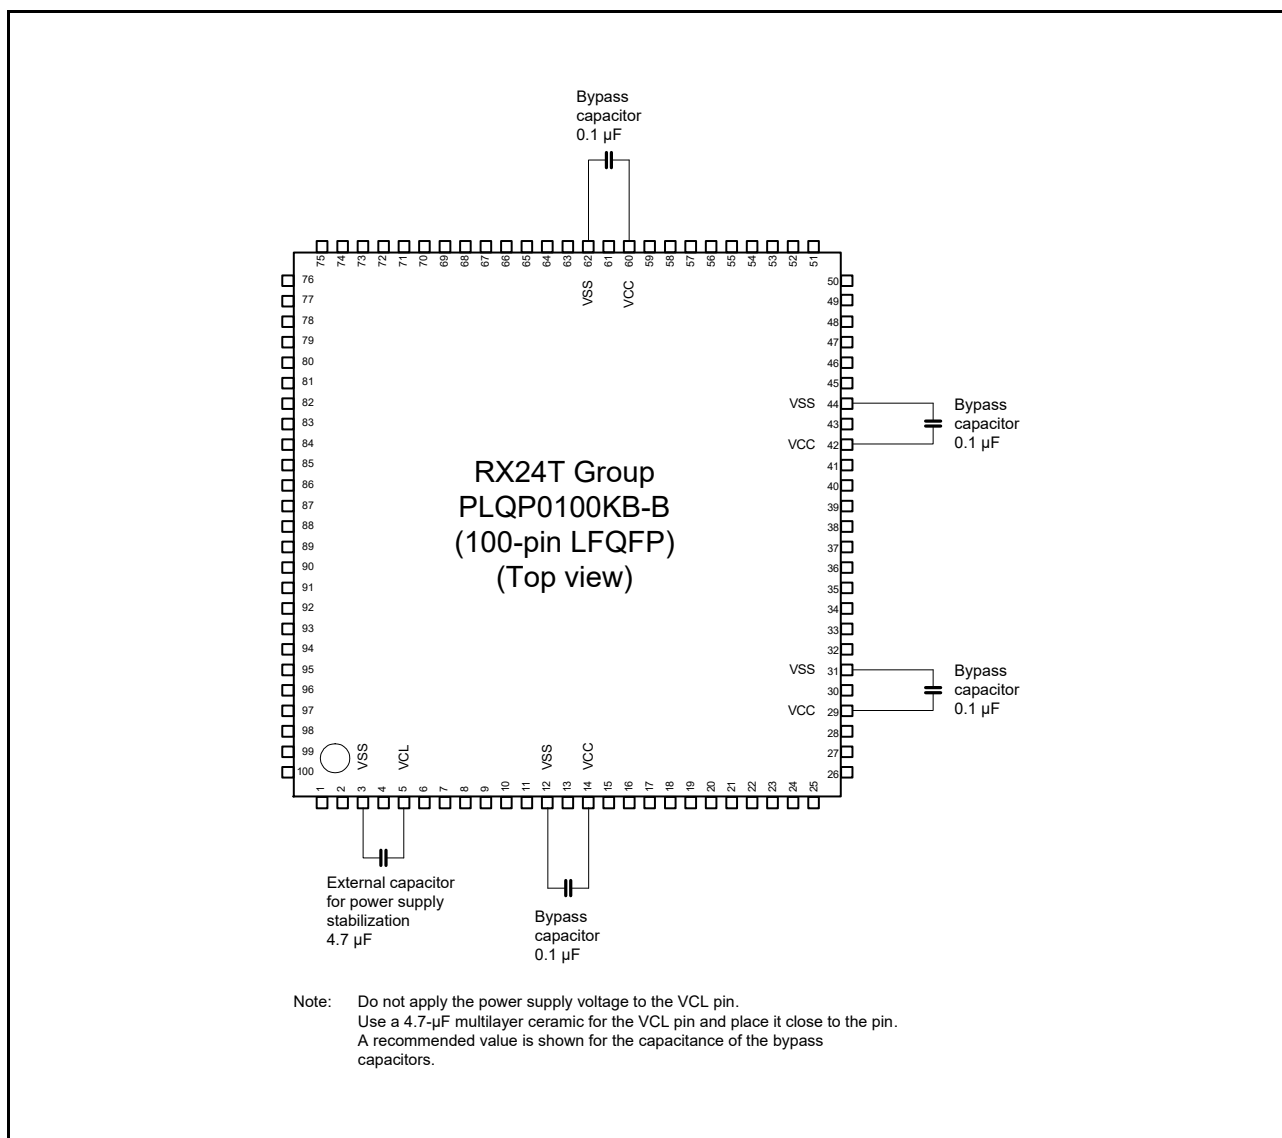 Bypass
capacitor
0.1 µF
75 74 73 72 71 70 69 68 67 66 65 64 63 62 61 60 59 58 57 56 55 54 53 52 51
VSS VCC
76
77
78
79
80
81
82
83
84
85
86
87
88
89
90
91
92
93
94
95
96
97
98
99
100
50
49
48
47
46
45
VSS 44
43
VCC 42
41
40
39
38
37
36
35
34
33
32
VSS 31
30
VCC 29
28
27
26
Bypass
capacitor
0.1 µF
Bypass
capacitor
0.1 µF
RX24T Group
PLQP0100KB-B
(100-pin LFQFP)
(Top view)
VSS VCL VSS VCC
1 2 3 4 5 6 7 8 9 10 11 12 13 14 15 16 17 18 19 20 21 22 23 24 25
External capacitor
for power supply
stabilization
4.7 µF
Bypass
capacitor
0.1 µF
Note: Do not apply the power supply voltage to the VCL pin.
Use a 4.7-µF multilayer ceramic for the VCL pin and place it close to the pin.
A recommended value is shown for the capacitance of the bypass
capacitors.